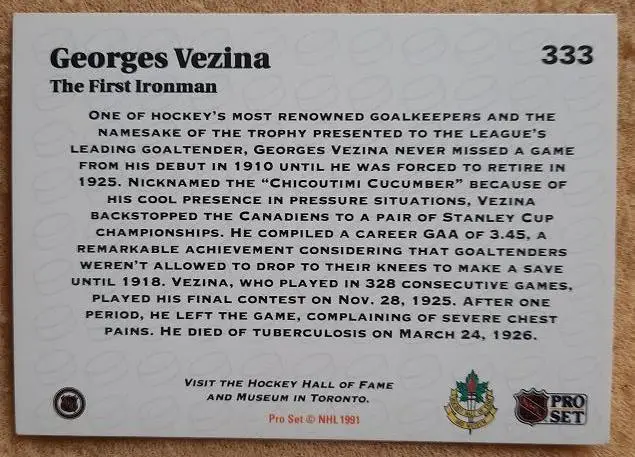 Georges Vezina
333
The First Ironman
ONE OF HOCKEY'S MOST RENOWNED GOALKEEPERS AND THE
NAMESAKE OF THE TROPHY PRESENTED TO THE LEAGUE'S
LEADING GOALTENDER, GEORGES VEZINA NEVER MISSED A GAME
FROM HIS DEBUT IN 1910 UNTIL HE WAS FORCED TO RETIRE IN
1925. NICKNAMED THE "CHICOUTIMI CUCUMBER" BECAUSE OF
HIS COOL PRESENCE IN PRESSURE SITUATIONS, VEZINA
BACKSTOPPED THE CANADIENS TO A PAIR OF STANLEY CUP
CHAMPIONSHIPS. HE COMPILED A CAREER GAA OF 3.45, A
REMARKABLE ACHIEVEMENT CONSIDERING THAT GOALTENDERS
WEREN'T ALLOWED TO DROP TO THEIR KNEES TO MAKE A SAVE
UNTIL 1918. VEZINA, WHO PLAYED IN 328 CONSECUTIVE GAMES,
PLAYED HIS FINAL CONTEST ON NOV. 28, 1925. AFTER ONE
PERIOD, HE LEFT THE GAME, COMPLAINING OF SEVERE CHEST
PAINS. HE DIED OF TUBERCULOSIS ON MARCH 24, 1926.
VISIT THE HOCKEY HALL OF FAME
AND MUSEUM IN TORONTO.
Pro Set © NHL 1991
PRO
SET